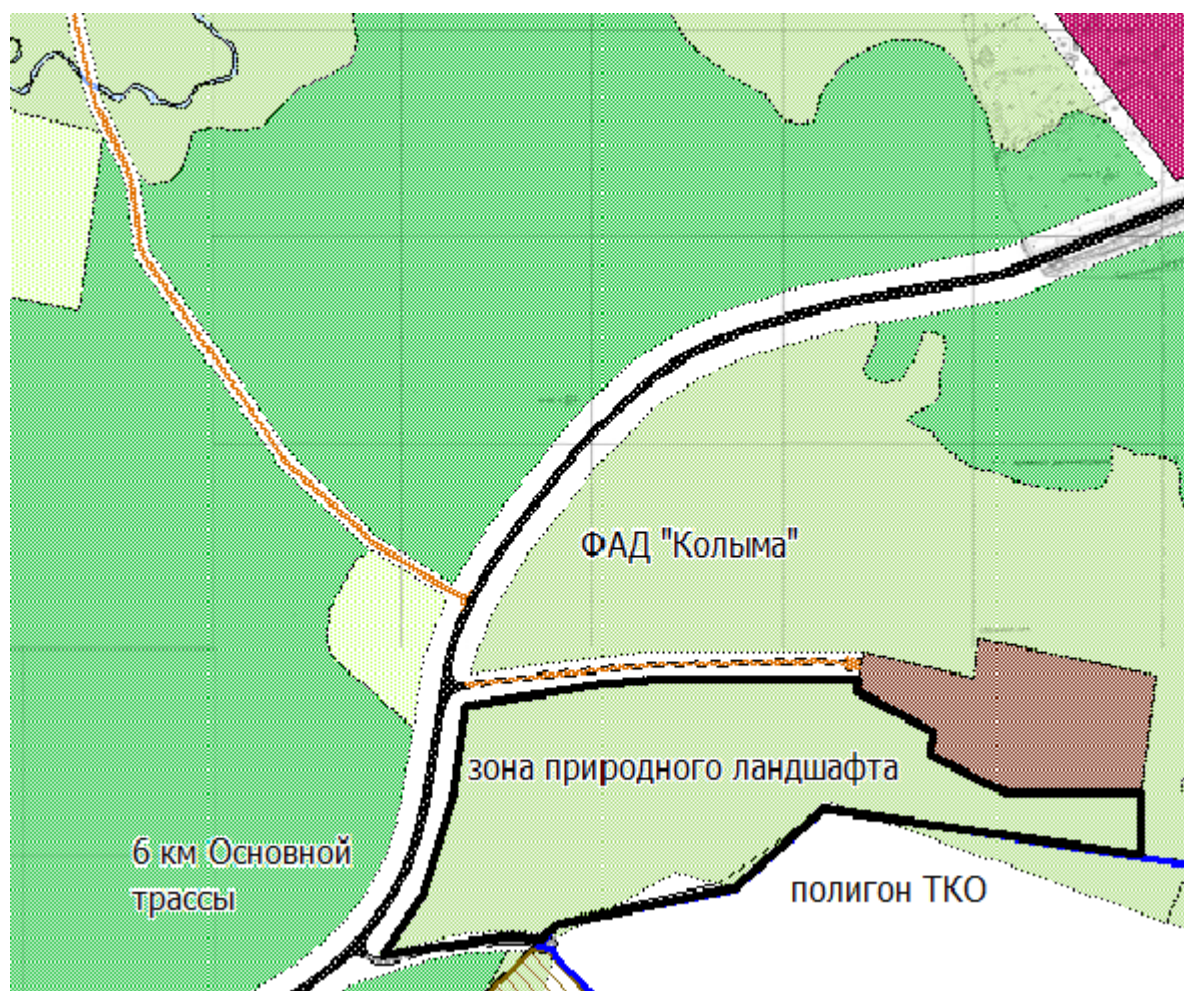 ФАД "Колыма"
зона природного ландшафта
6 км Основной
трассы
полигон ТКО